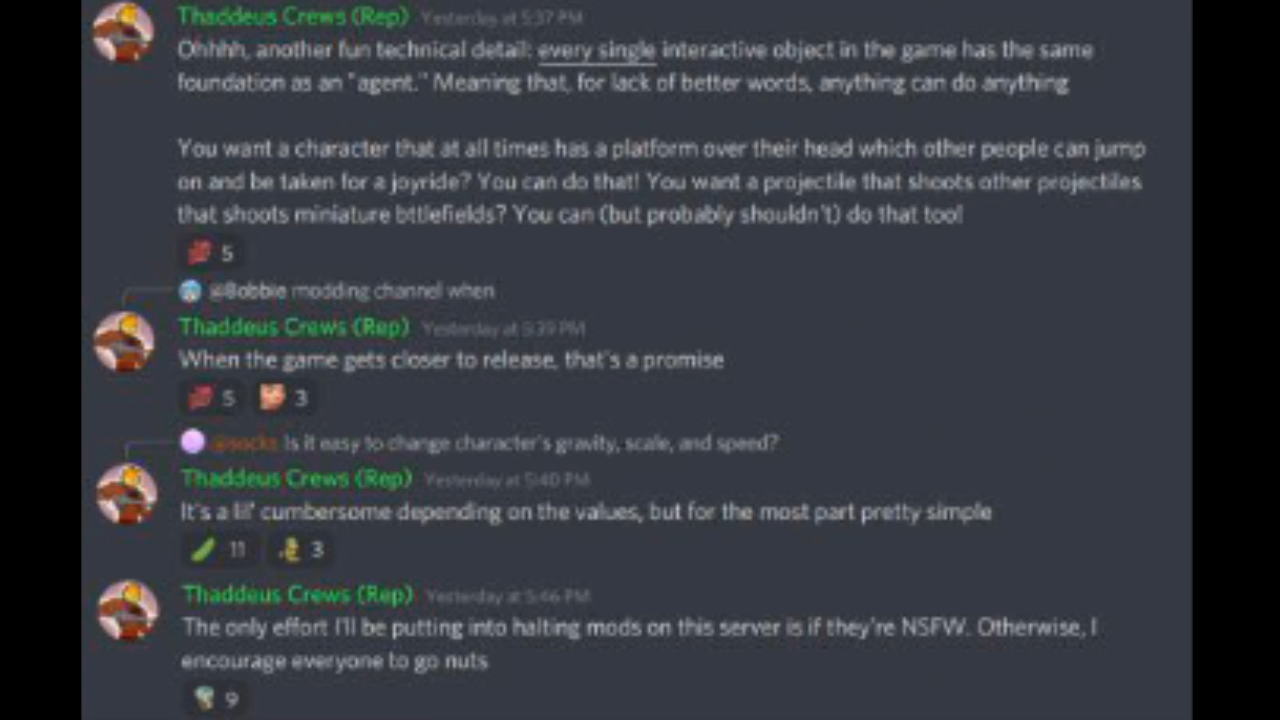 Thaddeus Crews (Rep) Yesterday at 5:37 PM
Ohhhh, another fun technical detail: every single interactive object in the game has the same
foundation as an "agent." Meaning that, for lack of better words, anything can do anything
You want a character that at all times has a platform over their head which other people can jump
on and be taken for a joyride? You can do that! You want a projectile that shoots other projectiles
that shoots miniature bttlefields? You can (but probably shouldn't) do that too!
5
@Bobbie modding channel when
Thaddeus Crews (Rep) Yesterday at 5:39 PM
When the game gets closer to release, that's a promise
5 3
@socks Is it easy to change character's gravity, scale, and speed?
Thaddeus Crews (Rep) Yesterday at 5:40 PM
It's a lil' cumbersome depending on the values, but for the most part pretty simple
11 3
Thaddeus Crews (Rep) Yesterday at 5:46 PM
The only effort I'll be putting into halting mods on this server is if they're NSFW. Otherwise, I
encourage everyone to go nuts
9